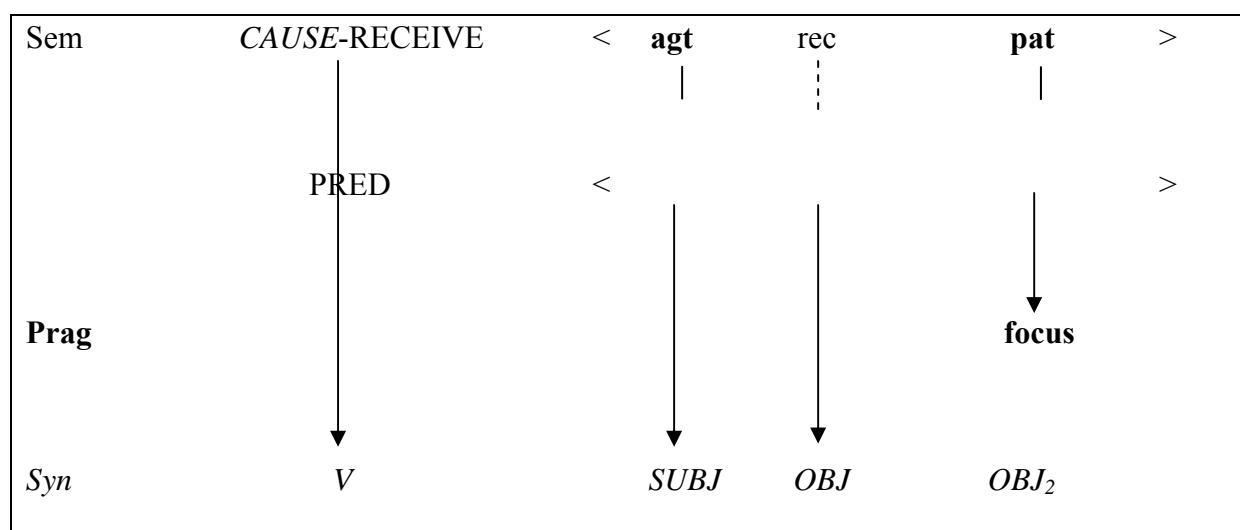 Sem CAUSE-RECEIVE < agt rec pat >
PRED < >
Prag focus
Syn V SUBJ OBJ OBJ₂